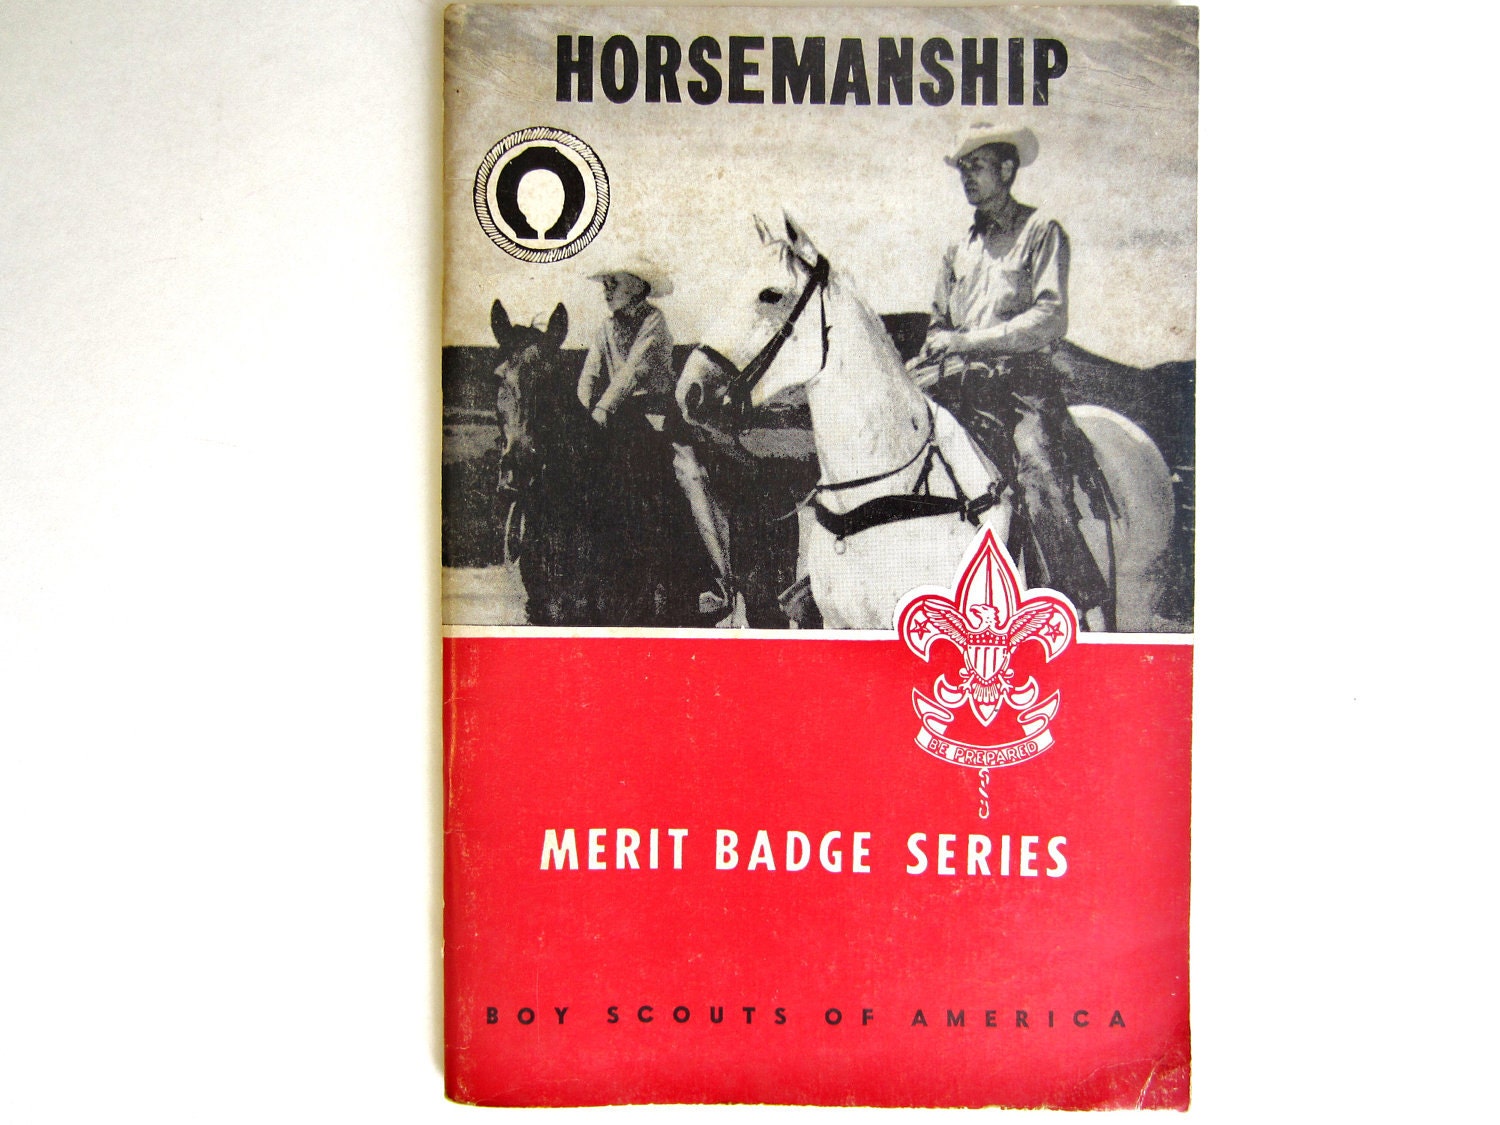 HORSEMANSHIP
BE PREPARED
MERIT BADGE SERIES
BOY SCOUTS OF AMERICA